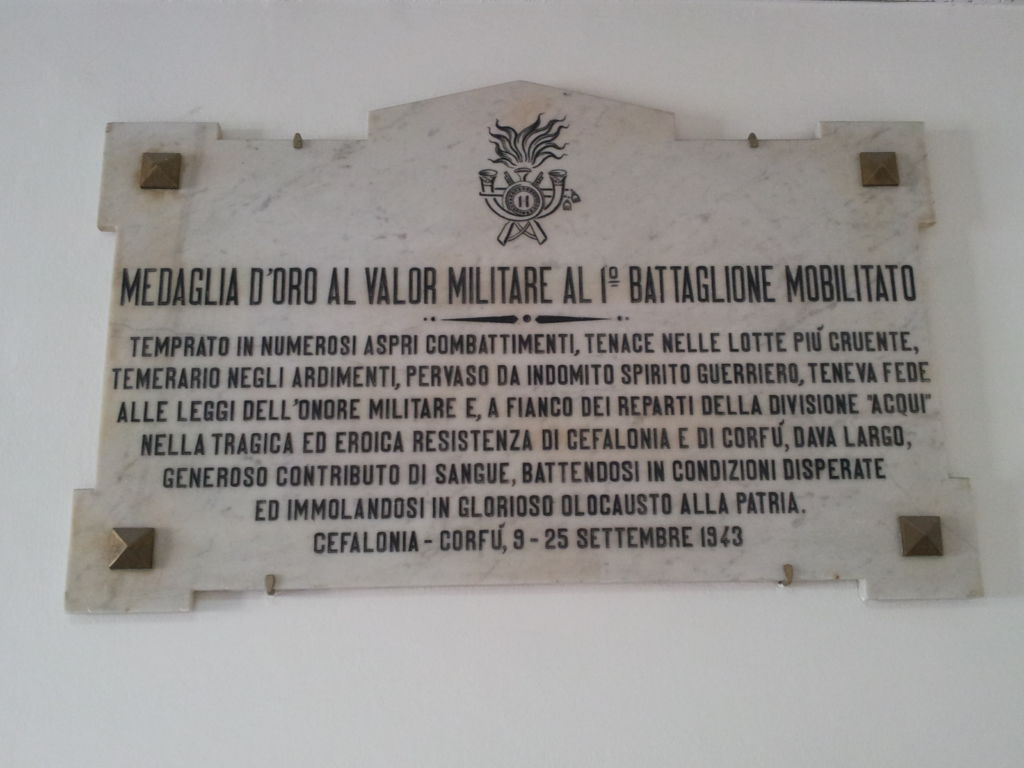 H
MEDAGLIA D'ORO AL VALOR MILITARE AL 1º BATTAGLIONE MOBILITATO
TEMPRATO IN NUMEROSI ASPRI COMBATTIMENTI, TENACE NELLE LOTTE PIÚ CRUENTE,
TEMERARIO NEGLI ARDIMENTI, PERVASO DA INDOMITO SPIRITO GUERRIERO, TENEVA FEDE
ALLE LEGGI DELL'ONORE MILITARE E, A FIANCO DEI REPARTI DELLA DIVISIONE "ACQUI"
NELLA TRAGICA ED EROICA RESISTENZA DI CEFALONIA E DI CORFÚ, DAVA LARGO,
GENEROSO CONTRIBUTO DI SANGUE, BATTENDOSI IN CONDIZIONI DISPERATE
ED IMMOLANDOSI IN GLORIOSO OLOCAUSTO ALLA PATRIA.
CEFALONIA - CORFÚ, 9 - 25 SETTEMBRE 1943